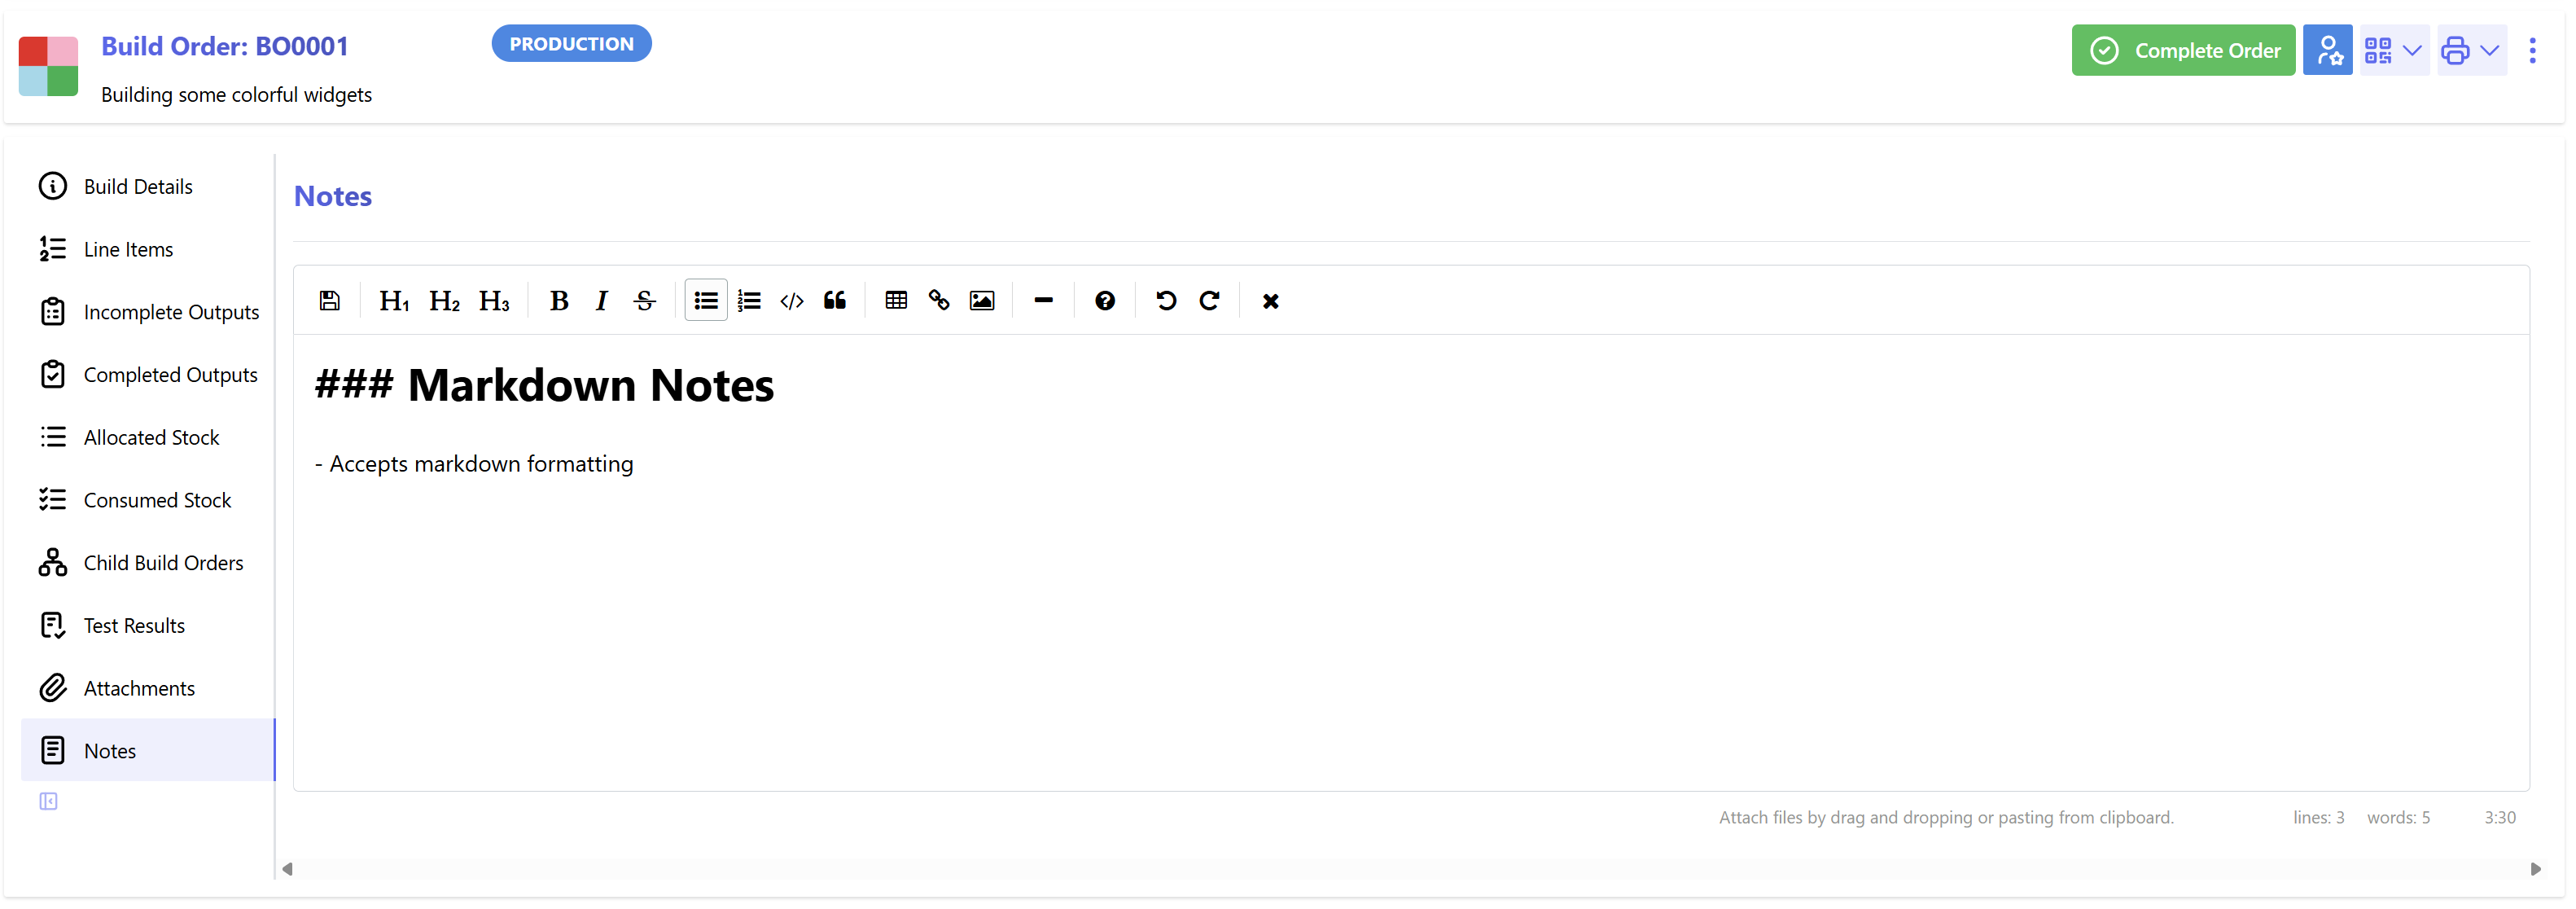 Build Order: BO0001
PRODUCTION
Building some colorful widgets
Complete Order
Build Details
Line Items
Incomplete Outputs
Completed Outputs
Allocated Stock
Consumed Stock
Child Build Orders
Test Results
Attachments
Notes
Notes
H1 H2 H3 B I S
### Markdown Notes
- Accepts markdown formatting
Attach files by drag and dropping or pasting from clipboard. lines: 3 words: 5 3:30